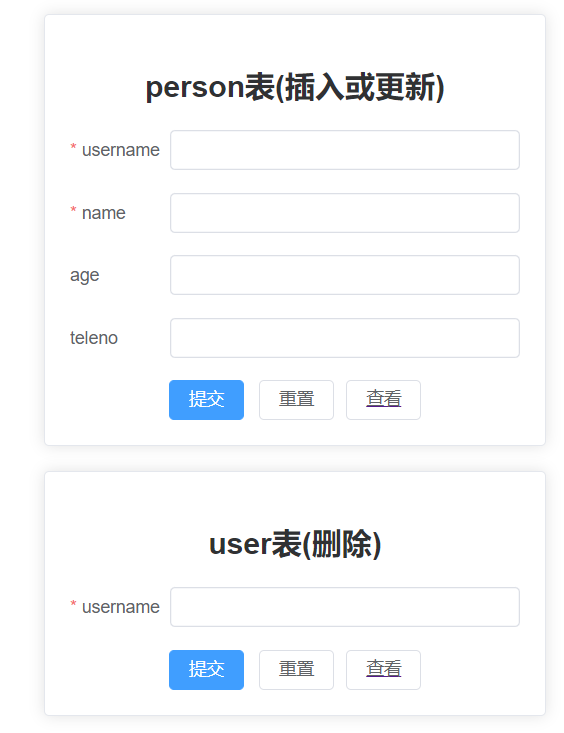 person表(插入或更新)
* username
* name
age
teleno
提交 重置 查看
user表(删除)
* username
提交 重置 查看